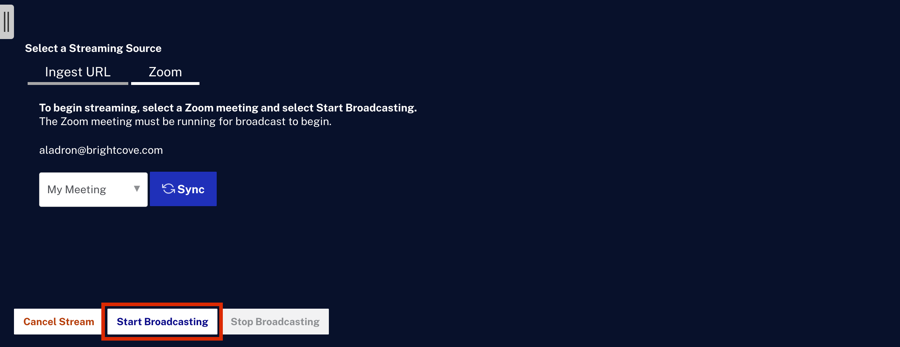 Select a Streaming Source
Ingest URL Zoom
To begin streaming, select a Zoom meeting and select Start Broadcasting.
The Zoom meeting must be running for broadcast to begin.
aladron@brightcove.com
My Meeting Sync
Cancel Stream Start Broadcasting Stop Broadcasting